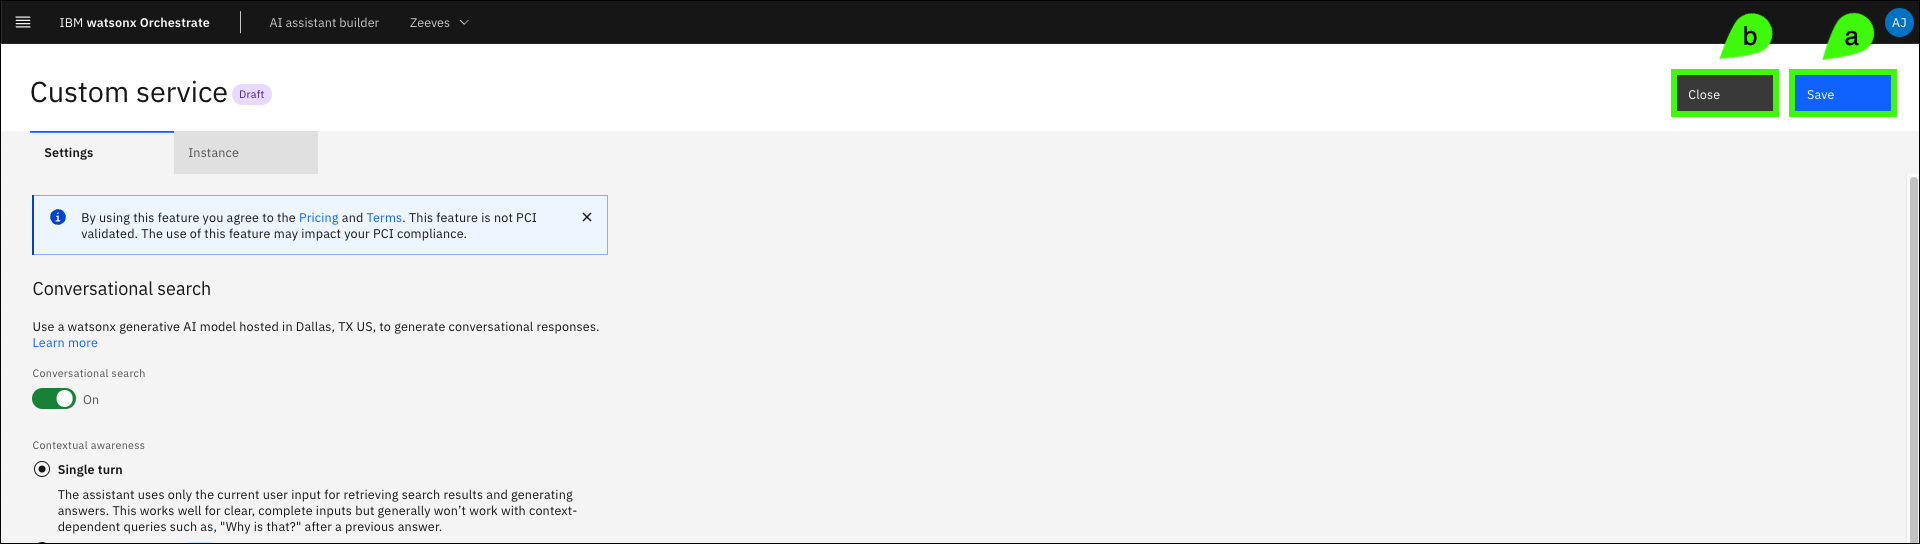 IBM watsonx Orchestrate AI assistant builder Zeeves b a AJ
Custom service Draft Close Save
Settings Instance
By using this feature you agree to the Pricing and Terms. This feature is not PCI
validated. The use of this feature may impact your PCI compliance.
Conversational search
Use a watsonx generative AI model hosted in Dallas, TX US, to generate conversational responses.
Learn more
Conversational search
On
Contextual awareness
Single turn
The assistant uses only the current user input for retrieving search results and generating
answers. This works well for clear, complete inputs but generally won’t work with context-
dependent queries such as, "Why is that?" after a previous answer.